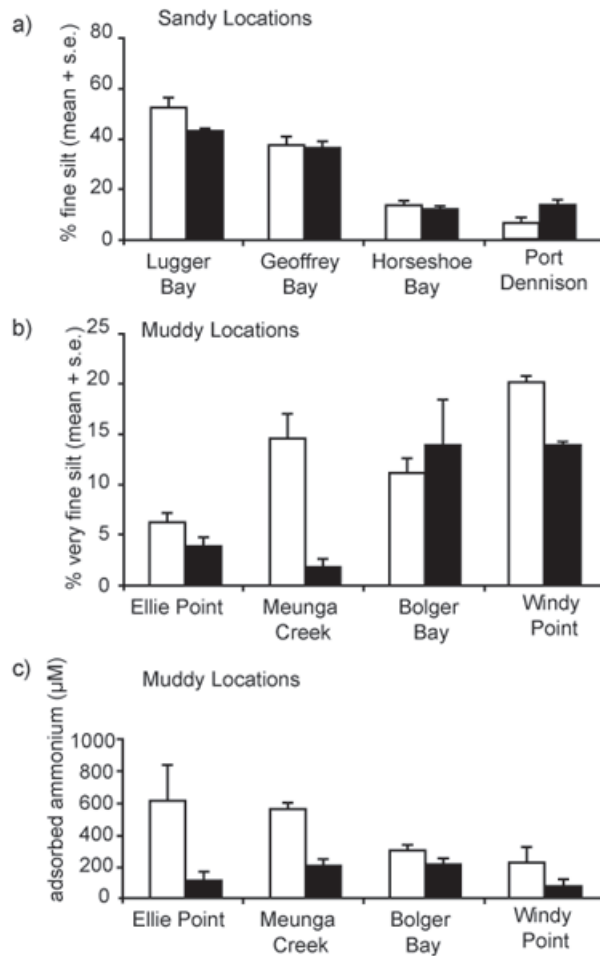 a) Sandy Locations
% fine silt (mean + s.e.)
80
60
40
20
0
Lugger Bay
Geoffrey Bay
Horseshoe Bay
Port Dennison
b) Muddy Locations
% very fine silt (mean + s.e.)
25
20
15
10
5
0
Ellie Point
Meunga Creek
Bolger Bay
Windy Point
c) Muddy Locations
adsorbed ammonium (µM)
1000
800
600
400
200
0
Ellie Point
Meunga Creek
Bolger Bay
Windy Point